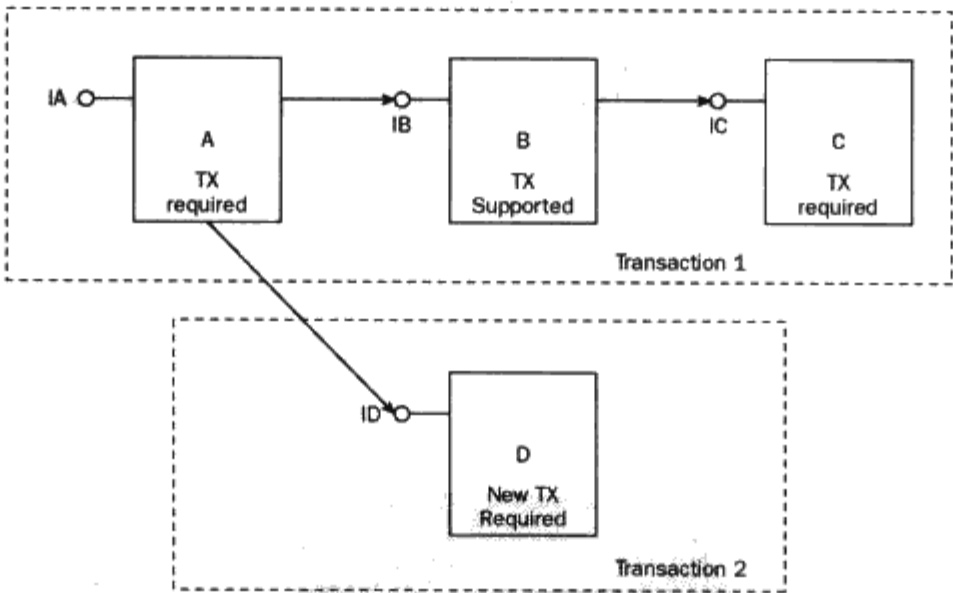 IA
A
TX
required
IB
B
TX
Supported
IC
C
TX
required
Transaction 1
ID
D
New TX
Required
Transaction 2